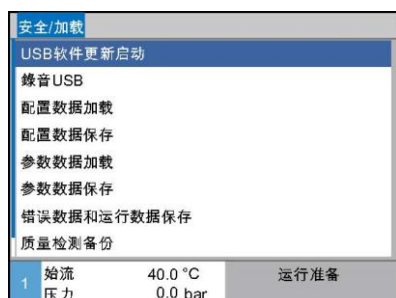 安全/加载
USB软件更新启动
錄音USB
配置数据加载
配置数据保存
参数数据加载
参数数据保存
错误数据和运行数据保存
质量检测备份
1 始流 40.0 °C 运行准备
压力 0.0 bar